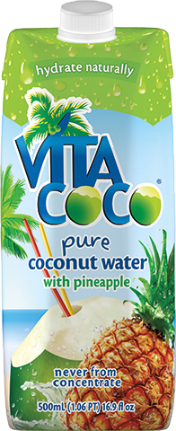 hydrate naturally
VITA
COCO®
pure
coconut water
with pineapple
never from
concentrate
500mL (1.06 PT) 16.9 fl oz